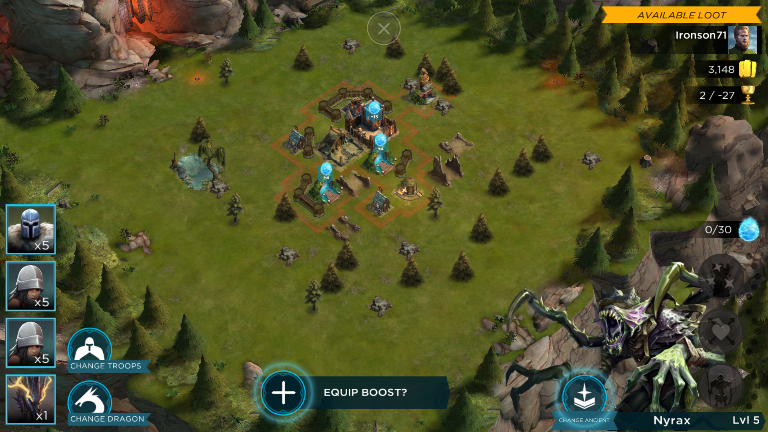 AVAILABLE LOOT
Ironson71
3,148
2 / -27
+15
0/30
x5
x5
x5
x1
CHANGE TROOPS
CHANGE DRAGON
EQUIP BOOST?
CHANGE ANCIENT
Nyrax
Lvl 5